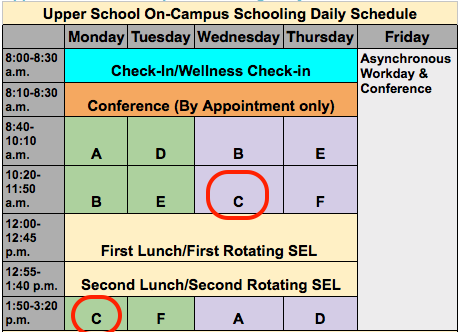 Upper School On-Campus Schooling Daily Schedule
Monday Tuesday Wednesday Thursday Friday
8:00-8:30
a.m.
Check-In/Wellness Check-in
Asynchronous
Workday &
Conference
8:10-8:30
a.m.
Conference (By Appointment only)
8:40-
10:10
a.m.
A D B E
10:20-
11:50
a.m.
B E C F
12:00-
12:45
p.m.
First Lunch/First Rotating SEL
12:55-
1:40 p.m.
Second Lunch/Second Rotating SEL
1:50-3:20
p.m.
C F A D